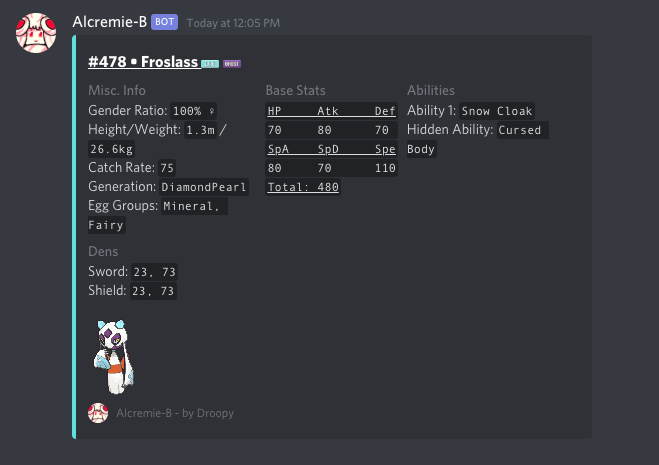 Alcremie-B BOT Today at 12:05 PM
#478 • Froslass ICE GHOST
Misc. Info
Gender Ratio: 100% ♀
Height/Weight: 1.3m /
26.6kg
Catch Rate: 75
Generation: DiamondPearl
Egg Groups: Mineral,
Fairy
Base Stats
HP Atk Def
70 80 70
SpA SpD Spe
80 70 110
Total: 480
Abilities
Ability 1: Snow Cloak
Hidden Ability: Cursed
Body
Dens
Sword: 23, 73
Shield: 23, 73
Alcremie-B - by Droopy